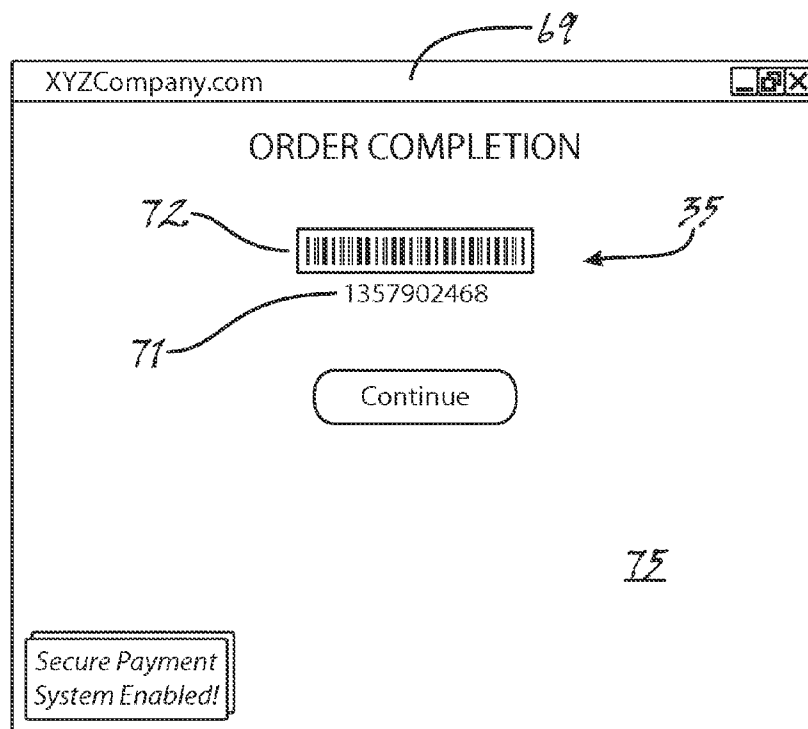 69
XYZCompany.com
ORDER COMPLETION
72
35
1357902468
71
Continue
75
Secure Payment
System Enabled!